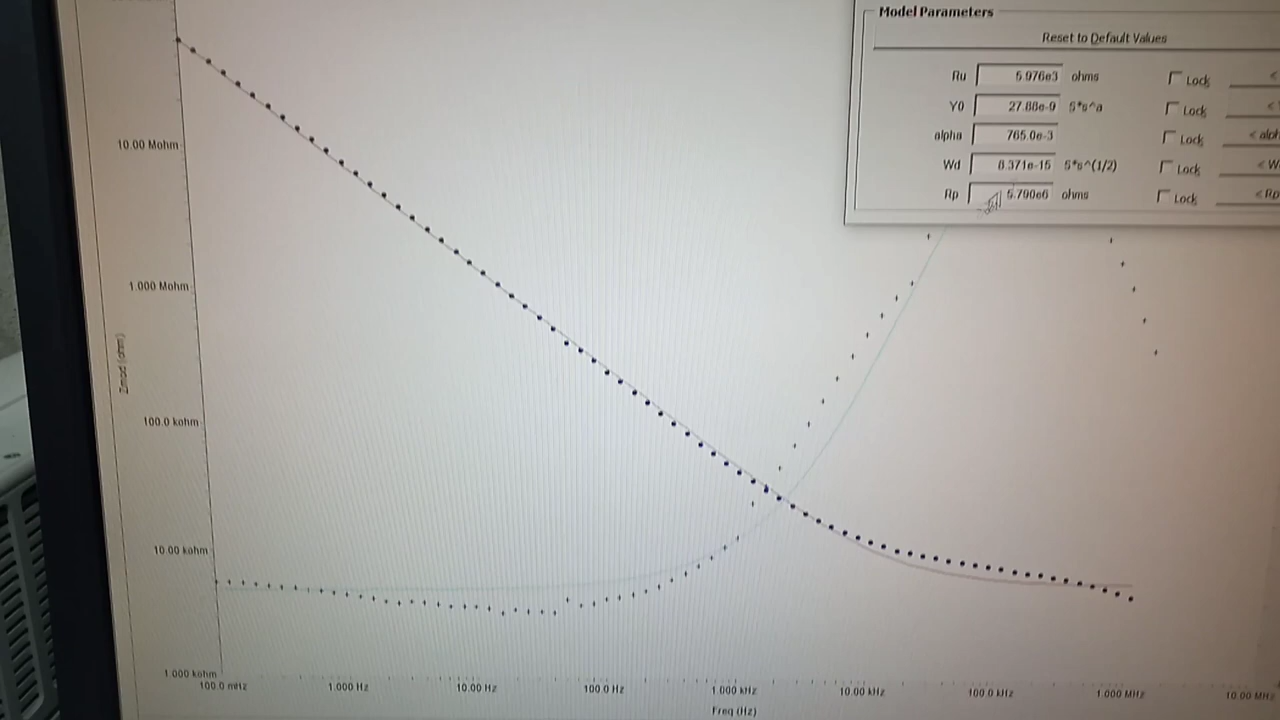 Model Parameters
Reset to Default Values
Ru 5.976e3 ohms Lock <
Y0 27.88e-9 S*s^a Lock <
alpha 765.0e-3 Lock < alph
Wd 8.371e-15 S*s^(1/2) Lock < W
Rp 5.790e6 ohms Lock < Rp
10.00 Mohm
1.000 Mohm
Zmod (ohm)
100.0 kohm
10.00 kohm
1.000 kohm
100.0 mHz 1.000 Hz 10.00 Hz 100.0 Hz 1.000 kHz 10.00 kHz 100.0 kHz 1.000 MHz 10.00 MHz
Freq (Hz)